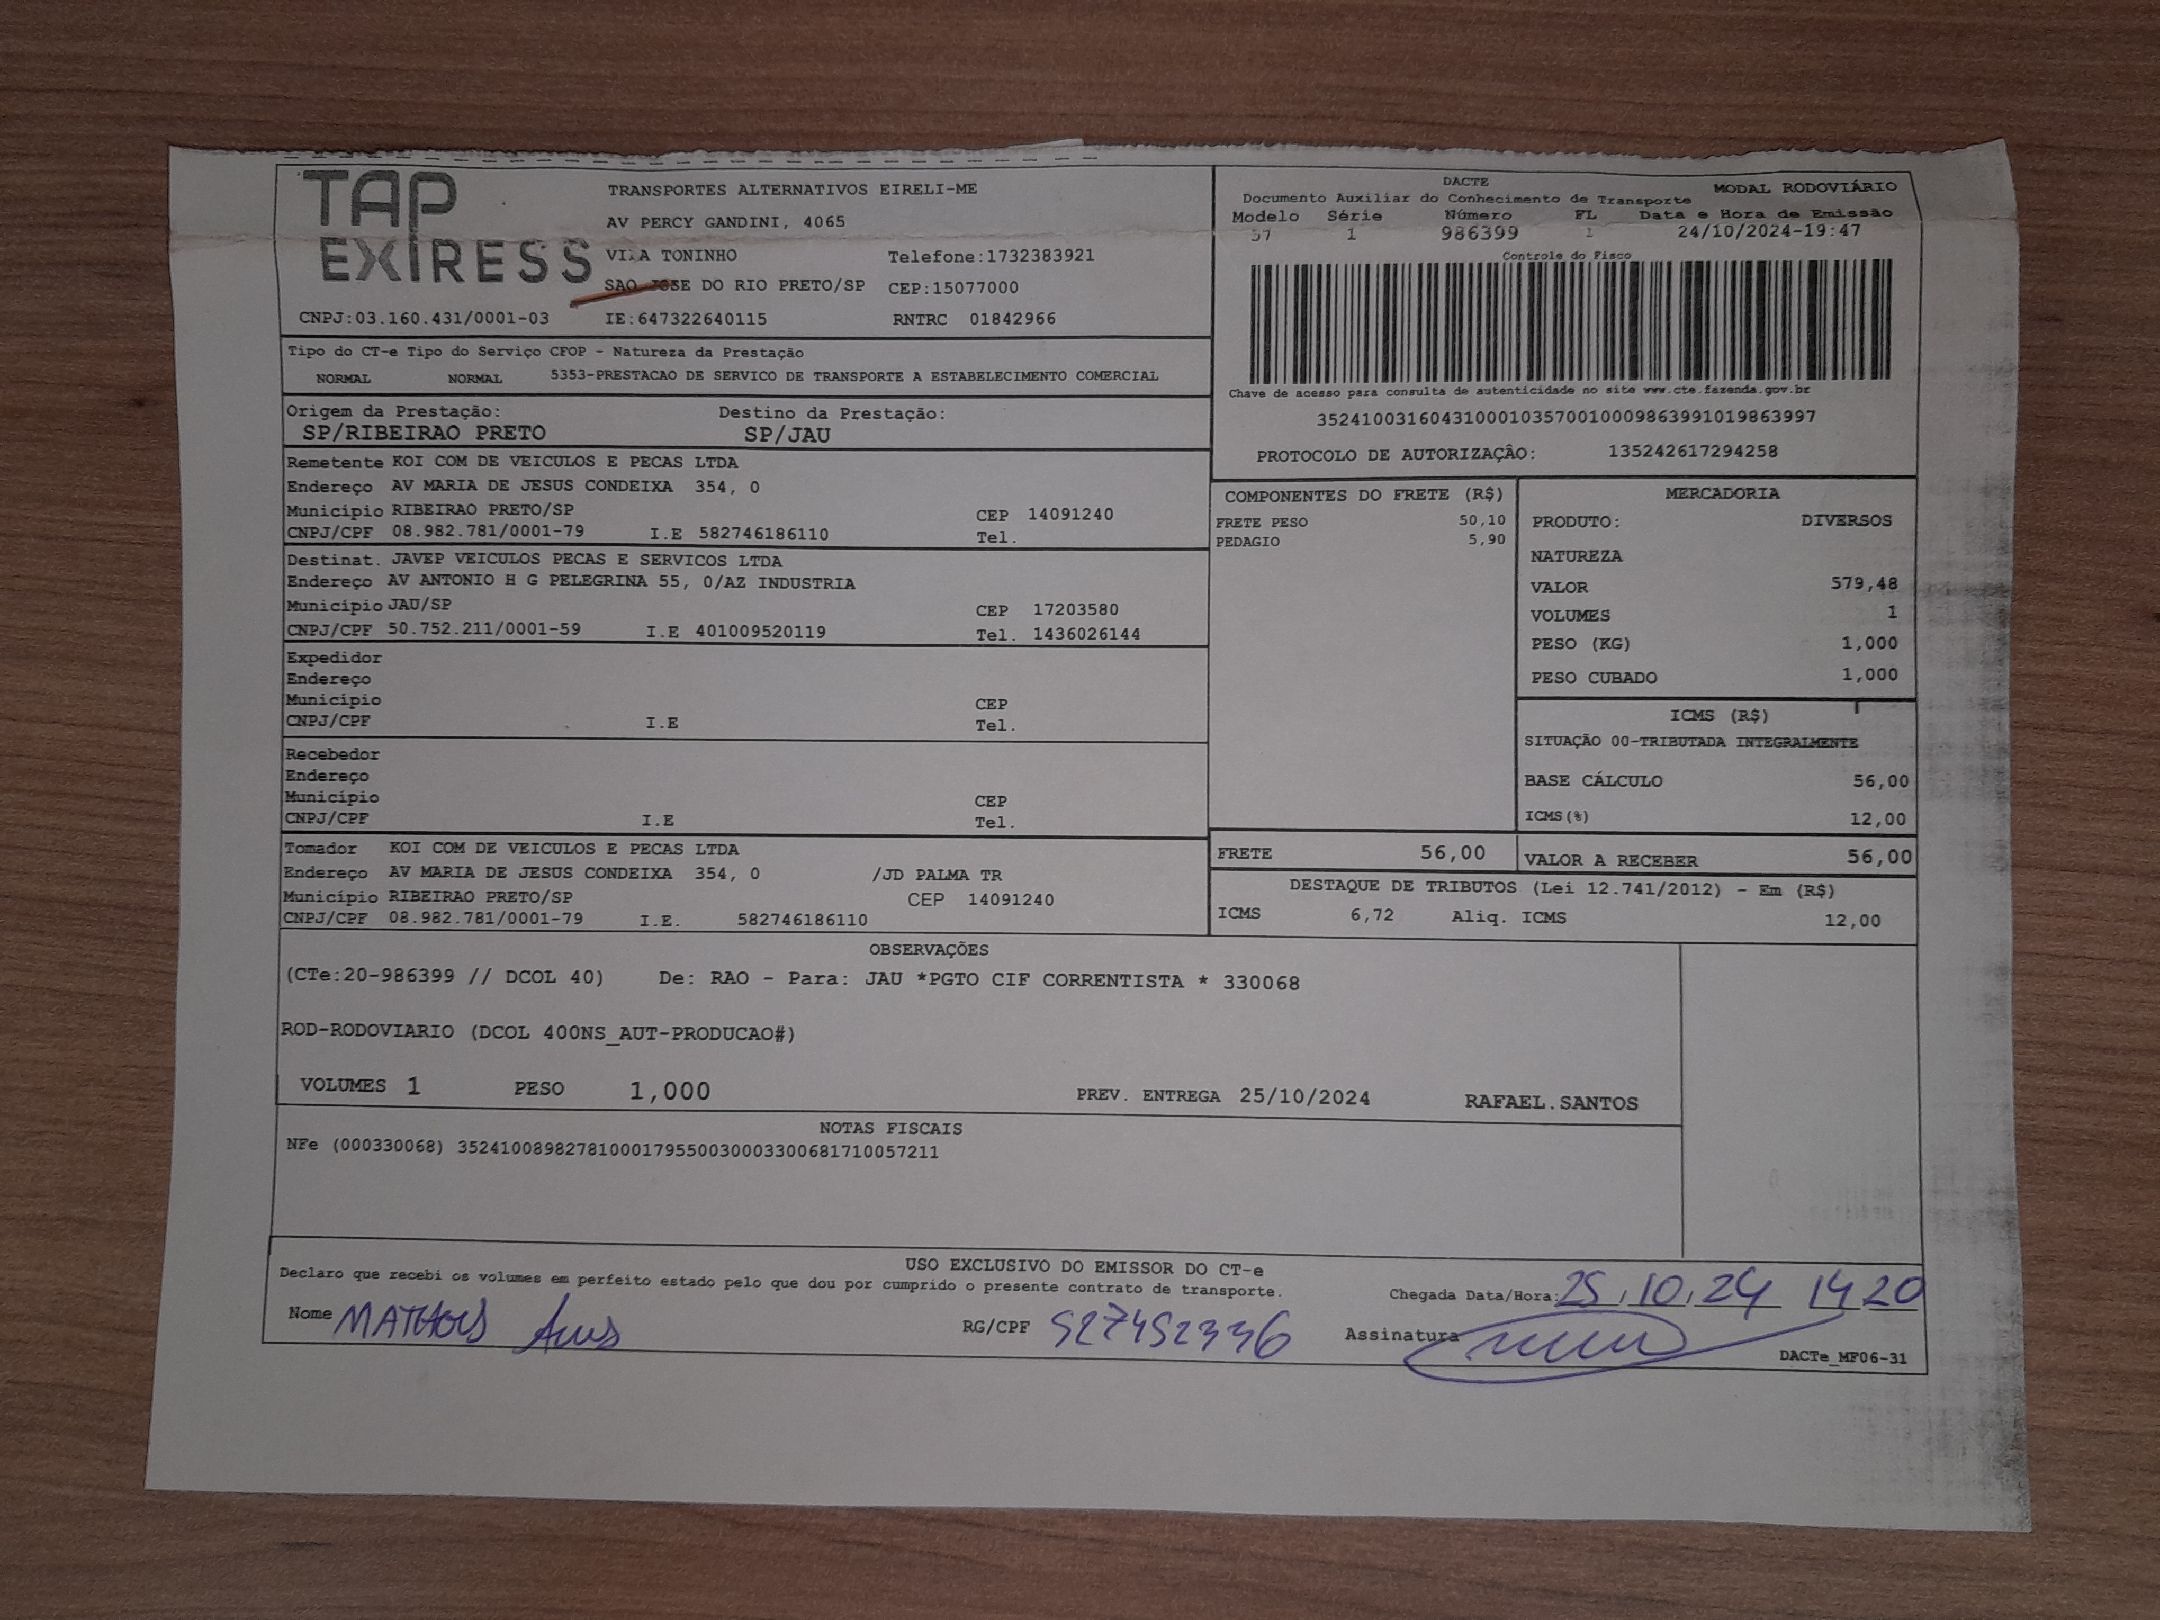 TAP
EXPRESS
TRANSPORTES ALTERNATIVOS EIRELI-ME
AV PERCY GANDINI, 4065
VILA TONINHO Telefone:1732383921
SAO JOSE DO RIO PRETO/SP CEP:15077000
CNPJ:03.160.431/0001-03 IE:647322640115 RNTRC 01842966
DACTE MODAL RODOVIÁRIO
Documento Auxiliar do Conhecimento de Transporte
Modelo Série Número FL Data e Hora de Emissão
57 1 986399 1 24/10/2024-19:47
Controle do Fisco
Chave de acesso para consulta de autenticidade no site www.cte.fazenda.gov.br
35241003160431000103570010009863991019863997
PROTOCOLO DE AUTORIZAÇÂO: 135242617294258
Tipo do CT-e Tipo do Serviço CFOP - Natureza da Prestação
NORMAL NORMAL 5353-PRESTACAO DE SERVICO DE TRANSPORTE A ESTABELECIMENTO COMERCIAL
Origem da Prestação: Destino da Prestação:
SP/RIBEIRAO PRETO SP/JAU
Remetente KOI COM DE VEICULOS E PECAS LTDA
Endereço AV MARIA DE JESUS CONDEIXA 354, 0
Município RIBEIRAO PRETO/SP CEP 14091240
CNPJ/CPF 08.982.781/0001-79 I.E 582746186110 Tel.
Destinat. JAVEP VEICULOS PECAS E SERVICOS LTDA
Endereço AV ANTONIO H G PELEGRINA 55, 0/AZ INDUSTRIA
Município JAU/SP CEP 17203580
CNPJ/CPF 50.752.211/0001-59 I.E 401009520119 Tel. 1436026144
Expedidor
Endereço
Município CEP
CNPJ/CPF I.E Tel.
Recebedor
Endereço
Município CEP
CNPJ/CPF I.E Tel.
Tomador KOI COM DE VEICULOS E PECAS LTDA
Endereço AV MARIA DE JESUS CONDEIXA 354, 0 /JD PALMA TR
Município RIBEIRAO PRETO/SP CEP 14091240
CNPJ/CPF 08.982.781/0001-79 I.E. 582746186110
COMPONENTES DO FRETE (R$)
FRETE PESO 50,10
PEDAGIO 5,90
MERCADORIA
PRODUTO: DIVERSOS
NATUREZA
VALOR 579,48
VOLUMES 1
PESO (KG) 1,000
PESO CUBADO 1,000
ICMS (R$)
SITUAÇÃO 00-TRIBUTADA INTEGRALMENTE
BASE CÁLCULO 56,00
ICMS(%) 12,00
FRETE 56,00 VALOR A RECEBER 56,00
DESTAQUE DE TRIBUTOS (Lei 12.741/2012) - Em (R$)
ICMS 6,72 Aliq. ICMS 12,00
OBSERVAÇÕES
(CTe:20-986399 // DCOL 40) De: RAO - Para: JAU *PGTO CIF CORRENTISTA * 330068
ROD-RODOVIARIO (DCOL 400NS_AUT-PRODUCAO#)
VOLUMES 1 PESO 1,000 PREV. ENTREGA 25/10/2024 RAFAEL.SANTOS
NOTAS FISCAIS
NFe (000330068) 35241008982781000179550030003300681710057211
USO EXCLUSIVO DO EMISSOR DO CT-e
Declaro que recebi os volumes em perfeito estado pelo que dou por cumprido o presente contrato de transporte.
Chegada Data/Hora: 25/10/24 14 20
Nome RG/CPF Assinatura
DACTe_MF06-31